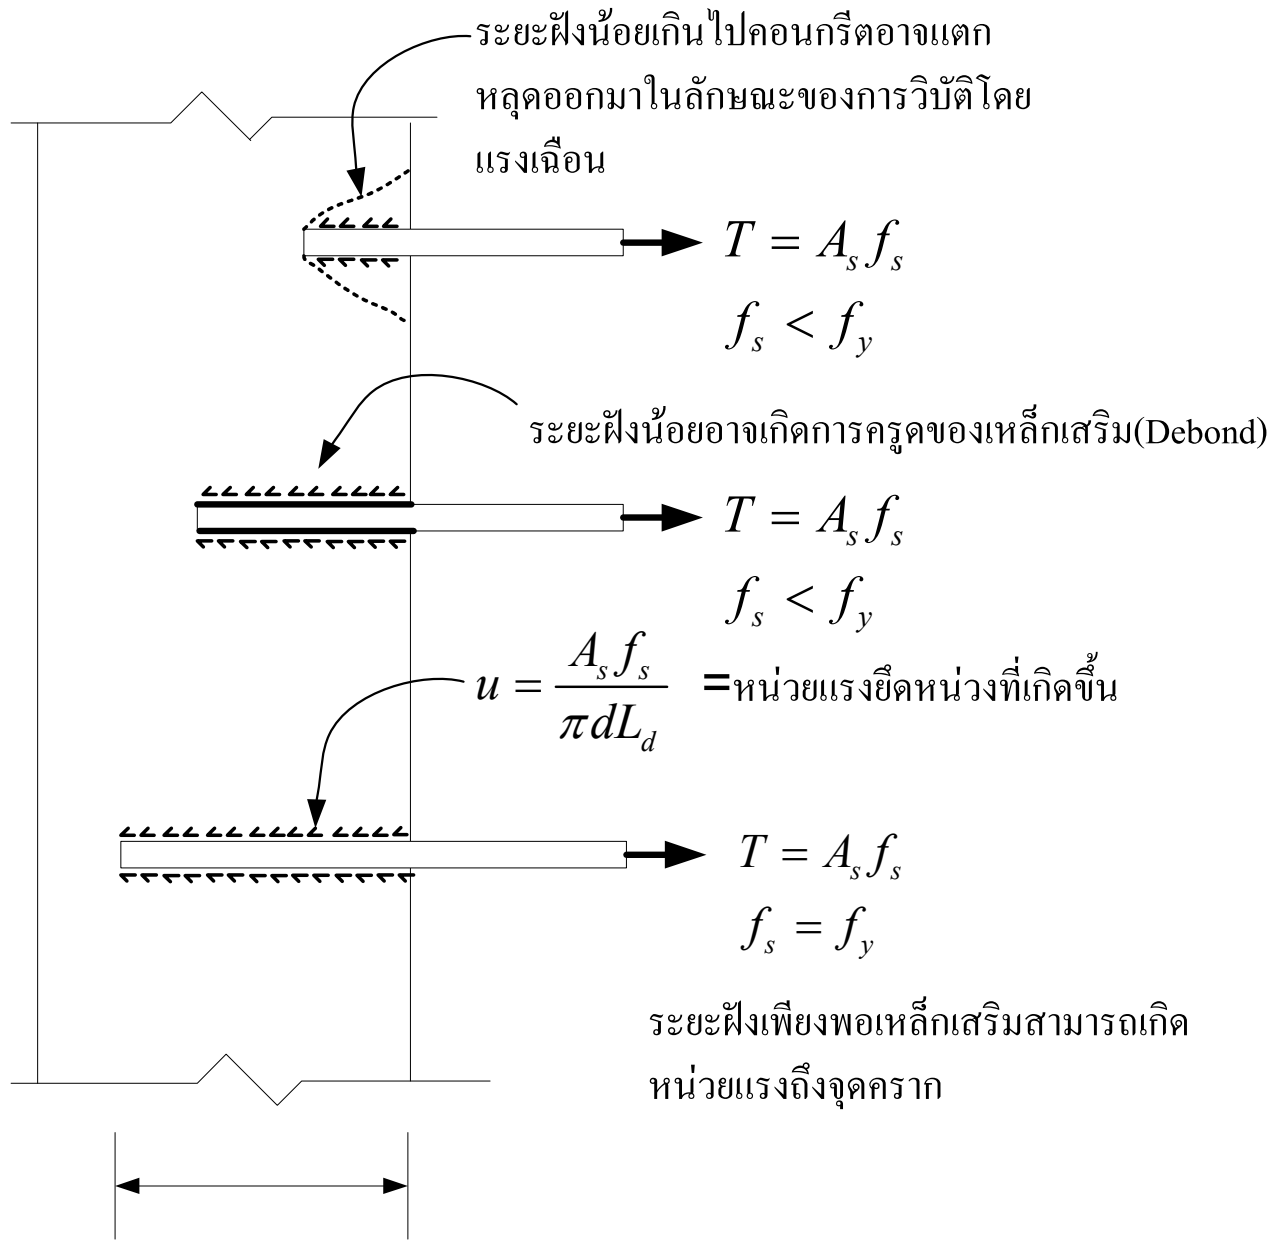 ระยะฝังน้อยเกินไปคอนกรีตอาจแตก
หลุดออกมาในลักษณะของการวิบัติโดย
แรงเฉือน
T = A_s f_s
f_s < f_y
ระยะฝังน้อยอาจเกิดการครูดของเหล็กเสริม(Debond)
T = A_s f_s
f_s < f_y
u = A_s f_s / πdL_d =หน่วยแรงยึดหน่วงที่เกิดขึ้น
T = A_s f_s
f_s = f_y
ระยะฝังเพียงพอเหล็กเสริมสามารถเกิด
หน่วยแรงถึงจุดคราก